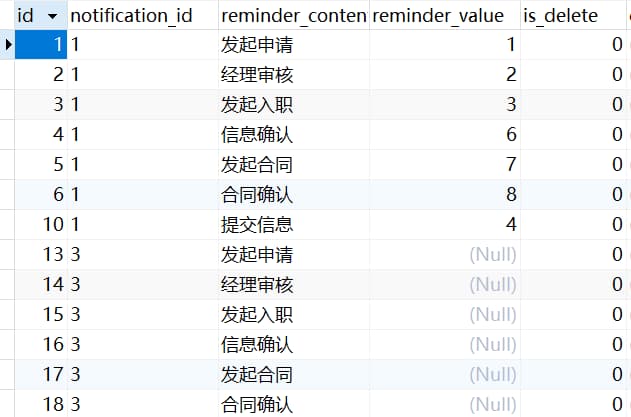 id notification_id reminder_conten reminder_value is_delete
1 1 发起申请 1 0
2 1 经理审核 2 0
3 1 发起入职 3 0
4 1 信息确认 6 0
5 1 发起合同 7 0
6 1 合同确认 8 0
10 1 提交信息 4 0
13 3 发起申请 (Null) 0
14 3 经理审核 (Null) 0
15 3 发起入职 (Null) 0
16 3 信息确认 (Null) 0
17 3 发起合同 (Null) 0
18 3 合同确认 (Null) 0